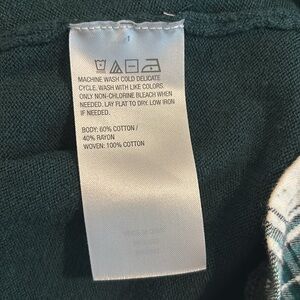 MACHINE WASH COLD DELICATE
CYCLE. WASH WITH LIKE COLORS.
ONLY NON-CHLORINE BLEACH WHEN
NEEDED. LAY FLAT TO DRY. LOW IRON
IF NEEDED.
BODY: 60% COTTON /
40% RAYON
WOVEN: 100% COTTON